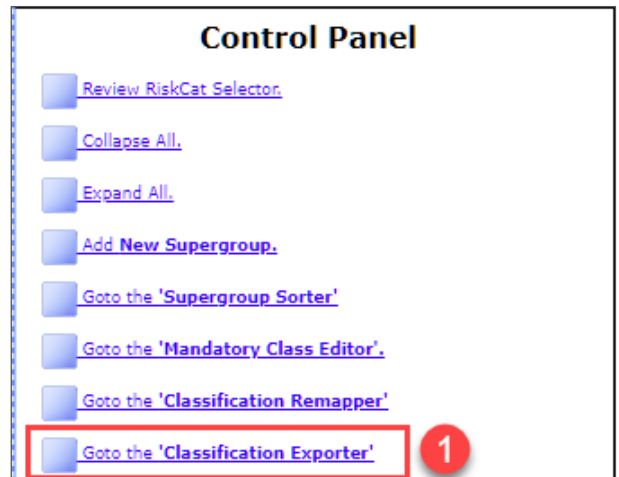 Control Panel
Review RiskCat Selector.
Collapse All.
Expand All.
Add New Supergroup.
Goto the 'Supergroup Sorter'
Goto the 'Mandatory Class Editor'.
Goto the 'Classification Remapper'
Goto the 'Classification Exporter'
1